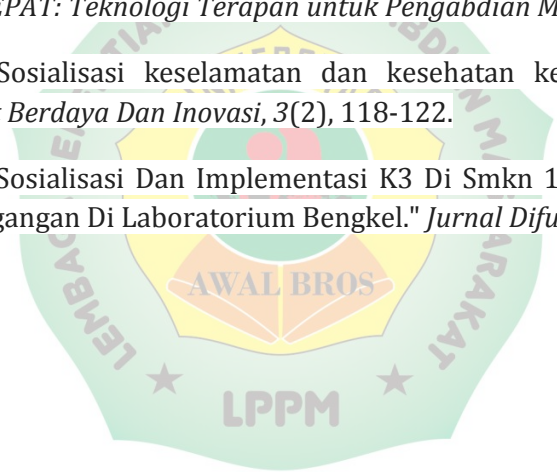 EPAT: Teknologi Terapan untuk Pengabdian M
Sosialisasi keselamatan dan kesehatan ke
Berdaya Dan Inovasi, 3(2), 118-122.
Sosialisasi Dan Implementasi K3 Di Smkn 1
gangan Di Laboratorium Bengkel." Jurnal Difu
AWAL BROS
LPPM